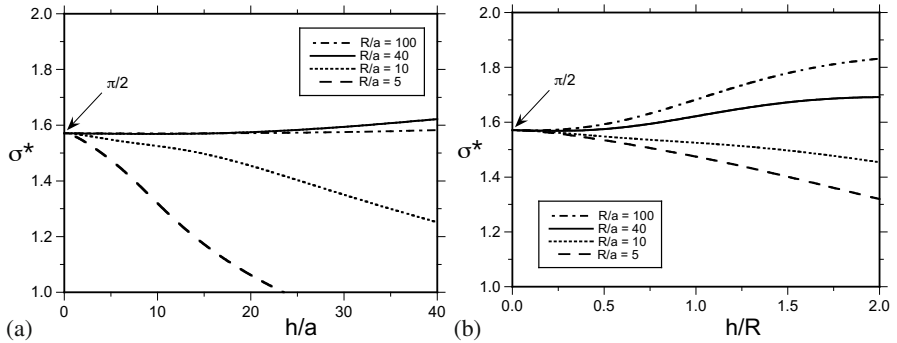 2.0
1.8
1.6
σ*
1.4
1.2
1.0
π/2
R/a = 100
R/a = 40
R/a = 10
R/a = 5
0 10 20 30 40
(a) h/a
2.0
1.8
1.6
σ*
1.4
1.2
1.0
π/2
R/a = 100
R/a = 40
R/a = 10
R/a = 5
0.0 0.5 1.0 1.5 2.0
(b) h/R